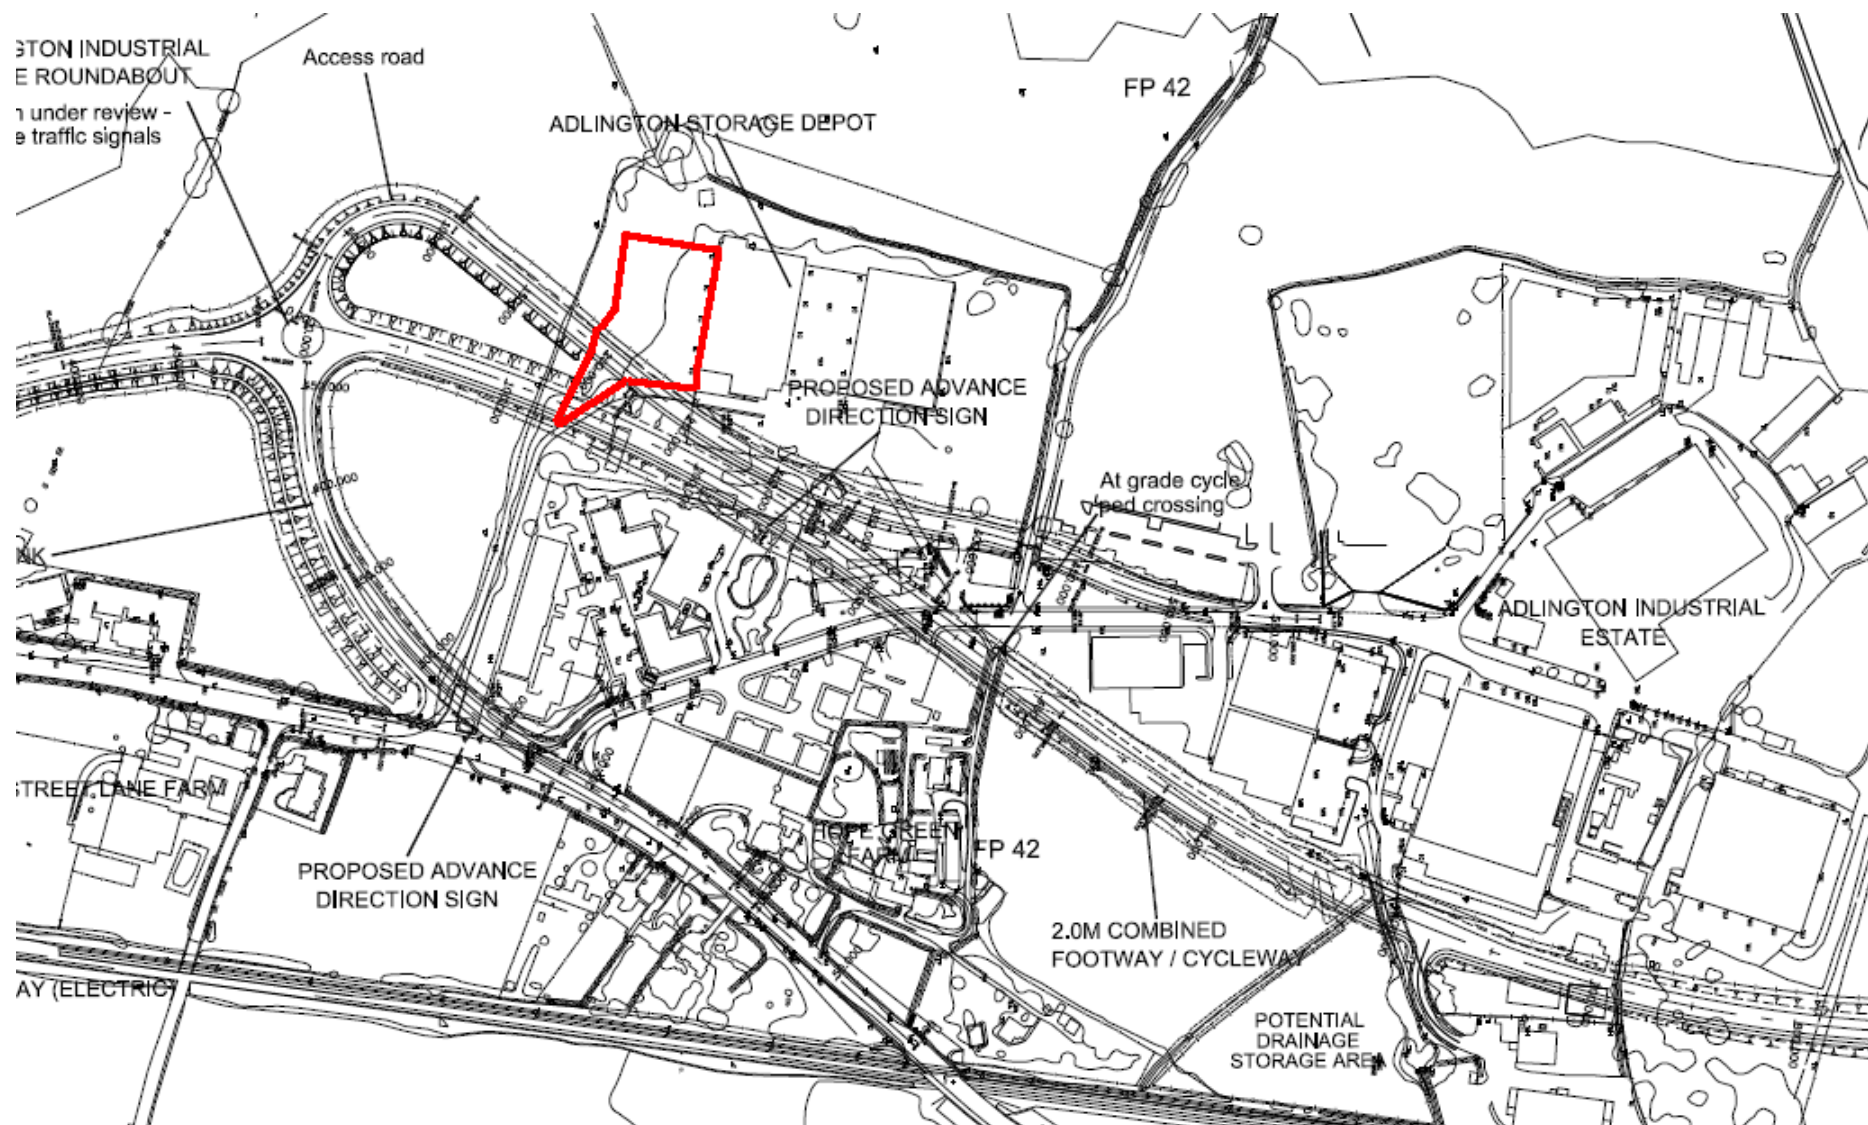 GTON INDUSTRIAL
E ROUNDABOUT
n under review -
e traffic signals
Access road
ADLINGTON STORAGE DEPOT
FP 42
PROPOSED ADVANCE
DIRECTION SIGN
At grade cycle
ped crossing
NK
ADLINGTON INDUSTRIAL
ESTATE
STREET LANE FARM
PROPOSED ADVANCE
DIRECTION SIGN
HOPE GREEN
FARM
FP 42
2.0M COMBINED
FOOTWAY / CYCLEWAY
AY (ELECTRIC)
POTENTIAL
DRAINAGE
STORAGE AREA